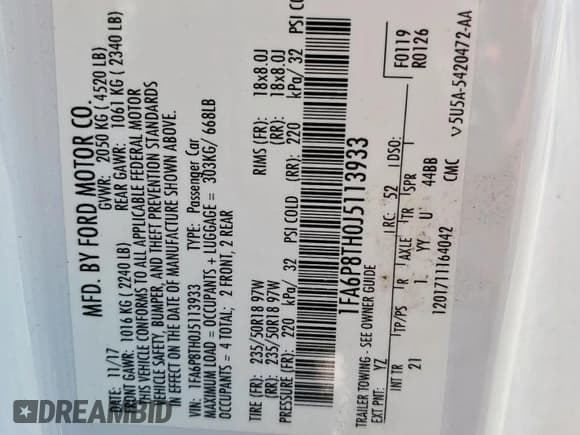 MFD. BY FORD MOTOR CO.
DATE: 11/17 GVWR: 2050 KG ( 4520 LB)
FRONT GAWR: 1016 KG (2240 LB) REAR GAWR: 1061 KG ( 2340 LB)
THIS VEHICLE CONFORMS TO ALL APPLICABLE FEDERAL MOTOR
VEHICLE SAFETY, BUMPER, AND THEFT PREVENTION STANDARDS
IN EFFECT ON THE DATE OF MANUFACTURE SHOWN ABOVE.
VIN: 1FA6P8TH0J5113933 TYPE: Passenger Car
MAXIMUM LOAD = OCCUPANTS + LUGGAGE = 303KG/ 668LB
OCCUPANTS = 4 TOTAL; 2 FRONT, 2 REAR
TIRE (FR): 235/50R18 97W RIMS (FR): 18x8.0J
TIRE (RR): 235/50R18 97W (RR): 18x8.0J
PRESSURE (FR): 220 kPa/ 32 PSI COLD (RR): 220 kPa/ 32 PSI CO
1FA6P8TH0J5113933
TRAILER TOWING - SEE OWNER GUIDE F0119
EXT PNT: YZ RC: 52 DSO: R0126
INT TR TP/PS R AXLE TR SPR
21 1. YY U 44BB
1201711164042 CMC V5U5A-5420472-AA
DREAMBID